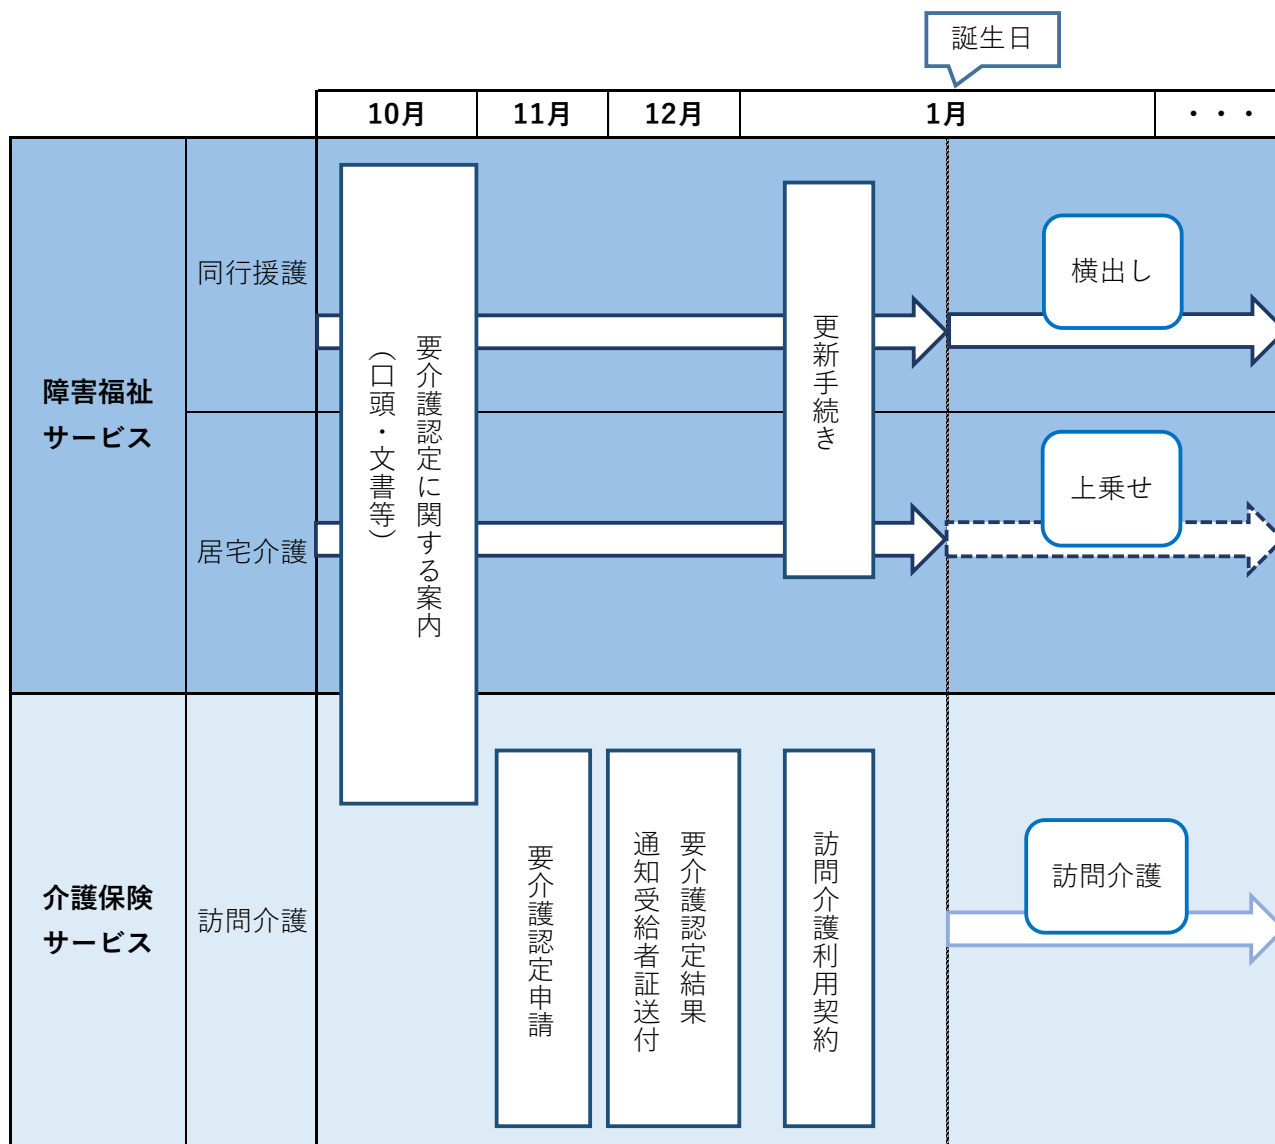 誕生日
10月
11月
12月
1月
・・・
障害福祉
サービス
同行援護
居宅介護
要介護認定に関する案内
（口頭・文書等）
更新手続き
横出し
上乗せ
介護保険
サービス
訪問介護
要介護認定申請
要介護認定結果
通知受給者証送付
訪問介護利用契約
訪問介護